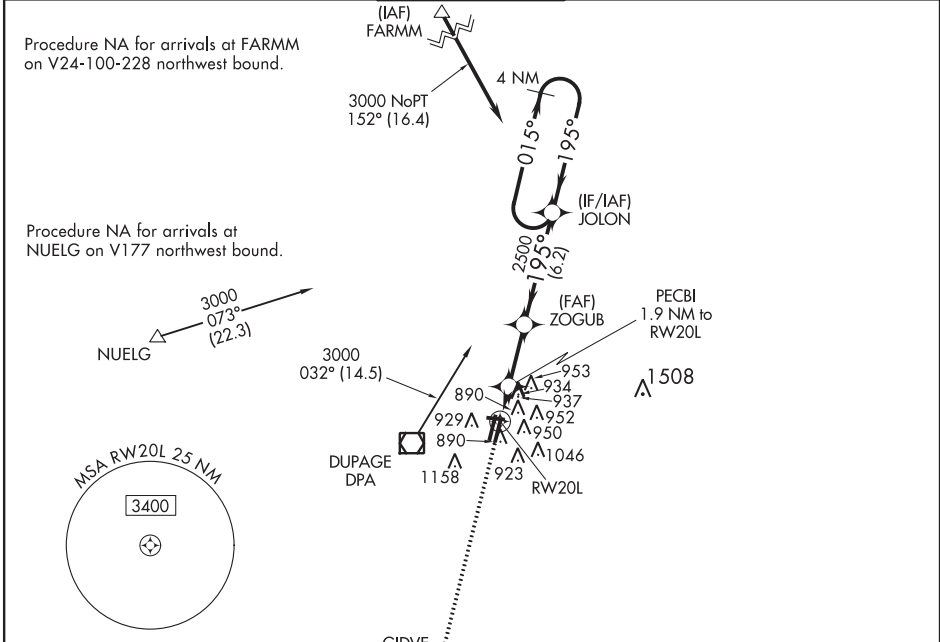 (IAF)
FARMM
Procedure NA for arrivals at FARMM
on V24-100-228 northwest bound.
3000 NoPT
152° (16.4)
4 NM
015°
195°
(IF/IAF)
JOLON
Procedure NA for arrivals at
NUELG on V177 northwest bound.
2500
195°
(6.2)
3000
073°
(22.3)
NUELG
(FAF)
ZOGUB
PECBI
1.9 NM to
RW20L
3000
032° (14.5)
953
934
937
1508
890
952
929
950
890
1046
DUPAGE
DPA
1158
923
RW20L
MSA RW20L 25 NM
3400